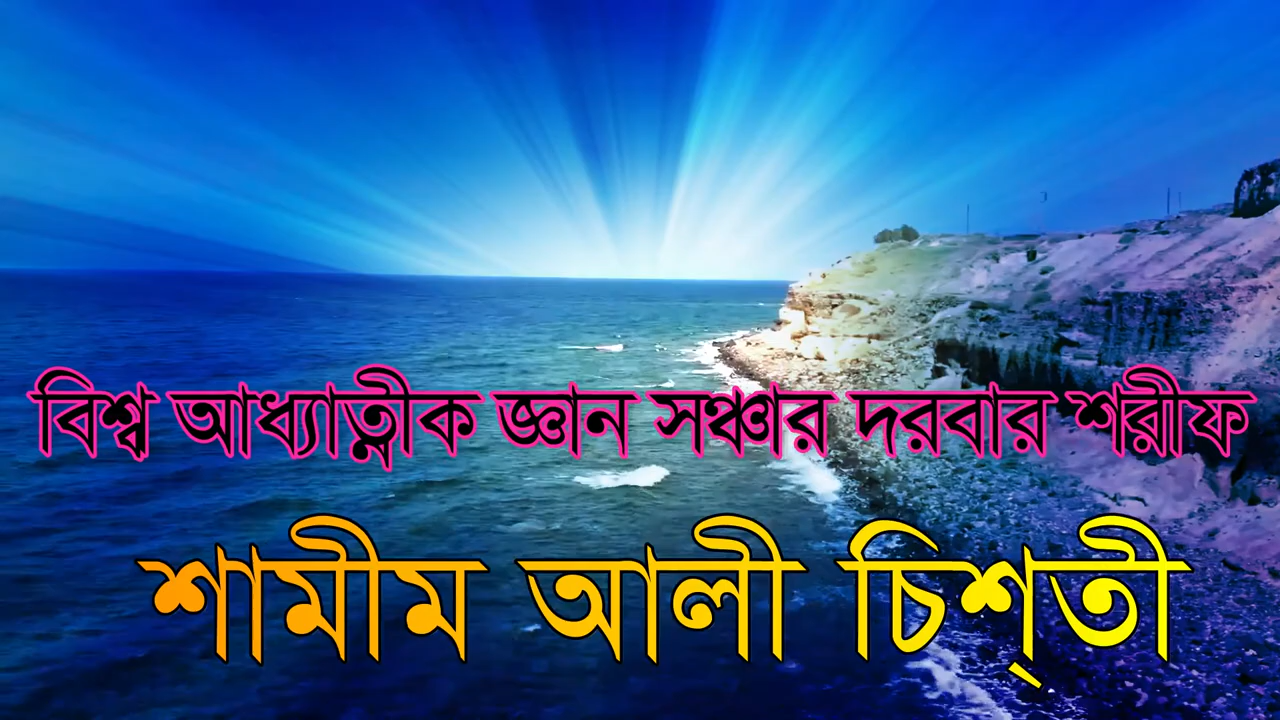 বিশ্ব আধ্যাত্নীক জ্ঞান সঞ্চার দরবার শরীফ
শামীম আলী চিশ্‌তী